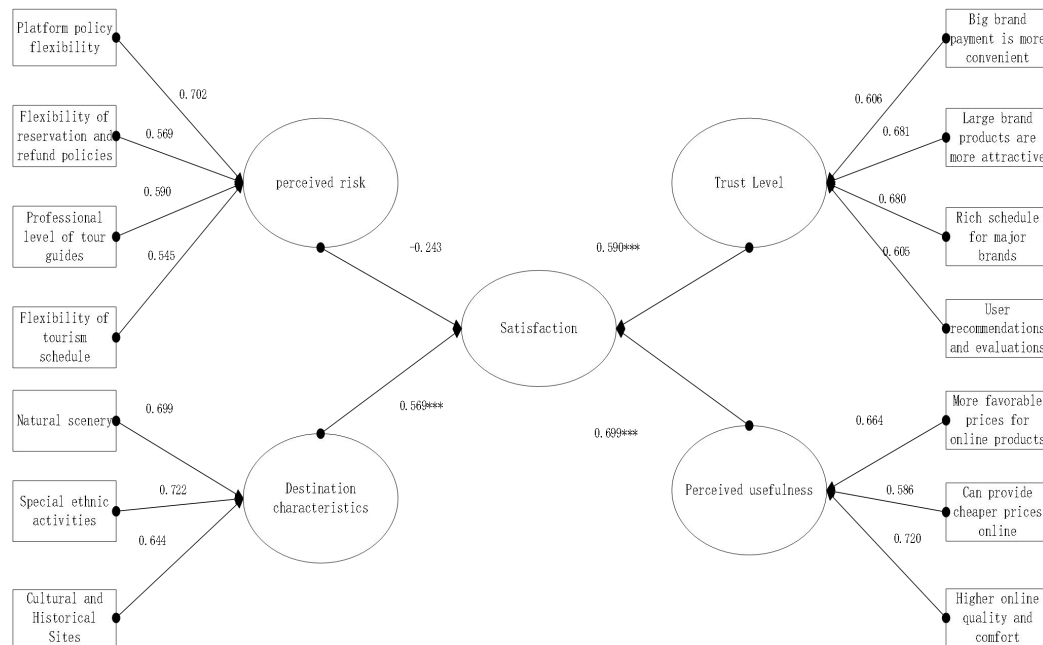 Platform policy
flexibility
0.702
Flexibility of
reservation and
refund policies
0.569
Professional
level of tour
guides
0.590
Flexibility of
tourism schedule
0.545
perceived risk
-0.243
Natural scenery
0.699
Special ethnic
activities
0.722
Cultural and
Historical
Sites
0.644
Destination
characteristics
0.569***
Satisfaction
Trust Level
0.590***
Big brand
payment is more
convenient
0.606
Large brand
products are
more attractive
0.681
Rich schedule
for major
brands
0.680
User
recommendations
and evaluations
0.605
Perceived usefulness
0.699***
More favorable
prices for
online products
0.664
Can provide
cheaper prices
online
0.586
Higher online
quality and
comfort
0.720